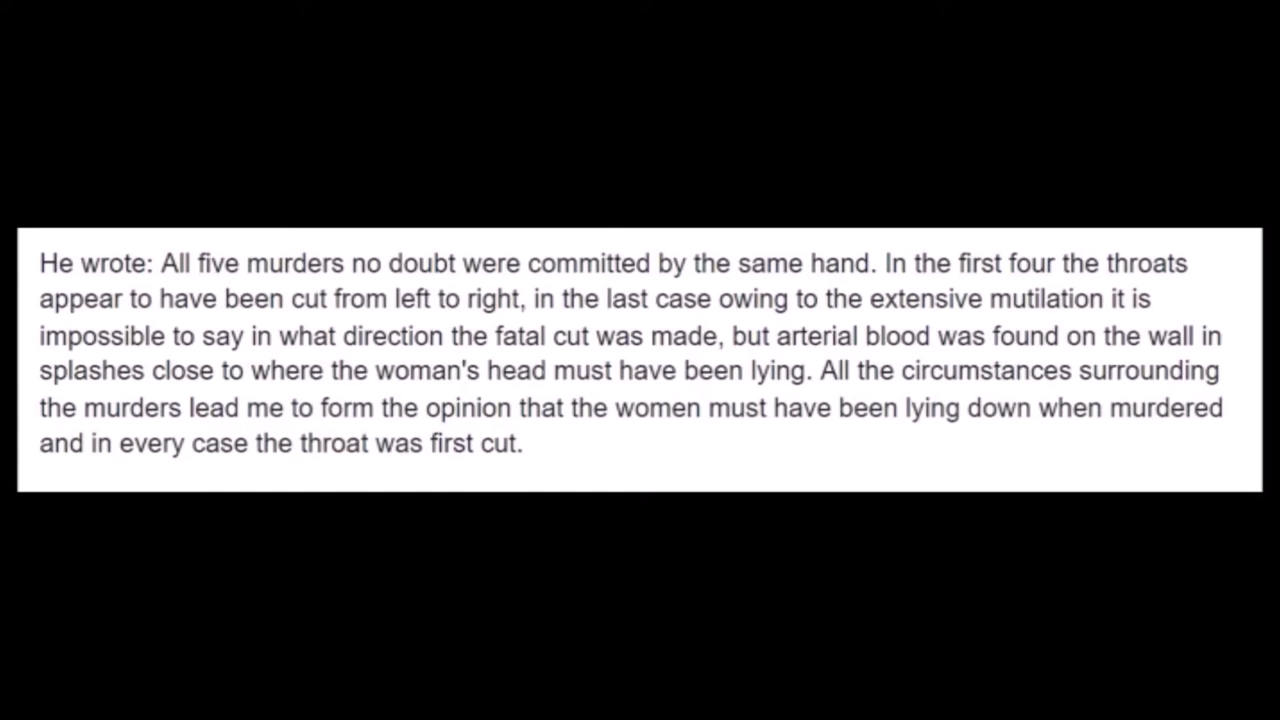 He wrote: All five murders no doubt were committed by the same hand. In the first four the throats
appear to have been cut from left to right, in the last case owing to the extensive mutilation it is
impossible to say in what direction the fatal cut was made, but arterial blood was found on the wall in
splashes close to where the woman's head must have been lying. All the circumstances surrounding
the murders lead me to form the opinion that the women must have been lying down when murdered
and in every case the throat was first cut.